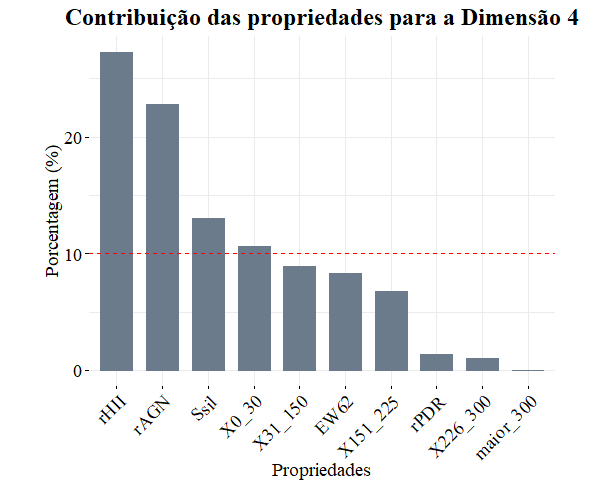 Contribuição das propriedades para a Dimensão 4
Porcentagem (%)
20
10
0
rHII
rAGN
Ssil
X0_30
X31_150
EW62
X151_225
rPDR
X226_300
maior_300
Propriedades